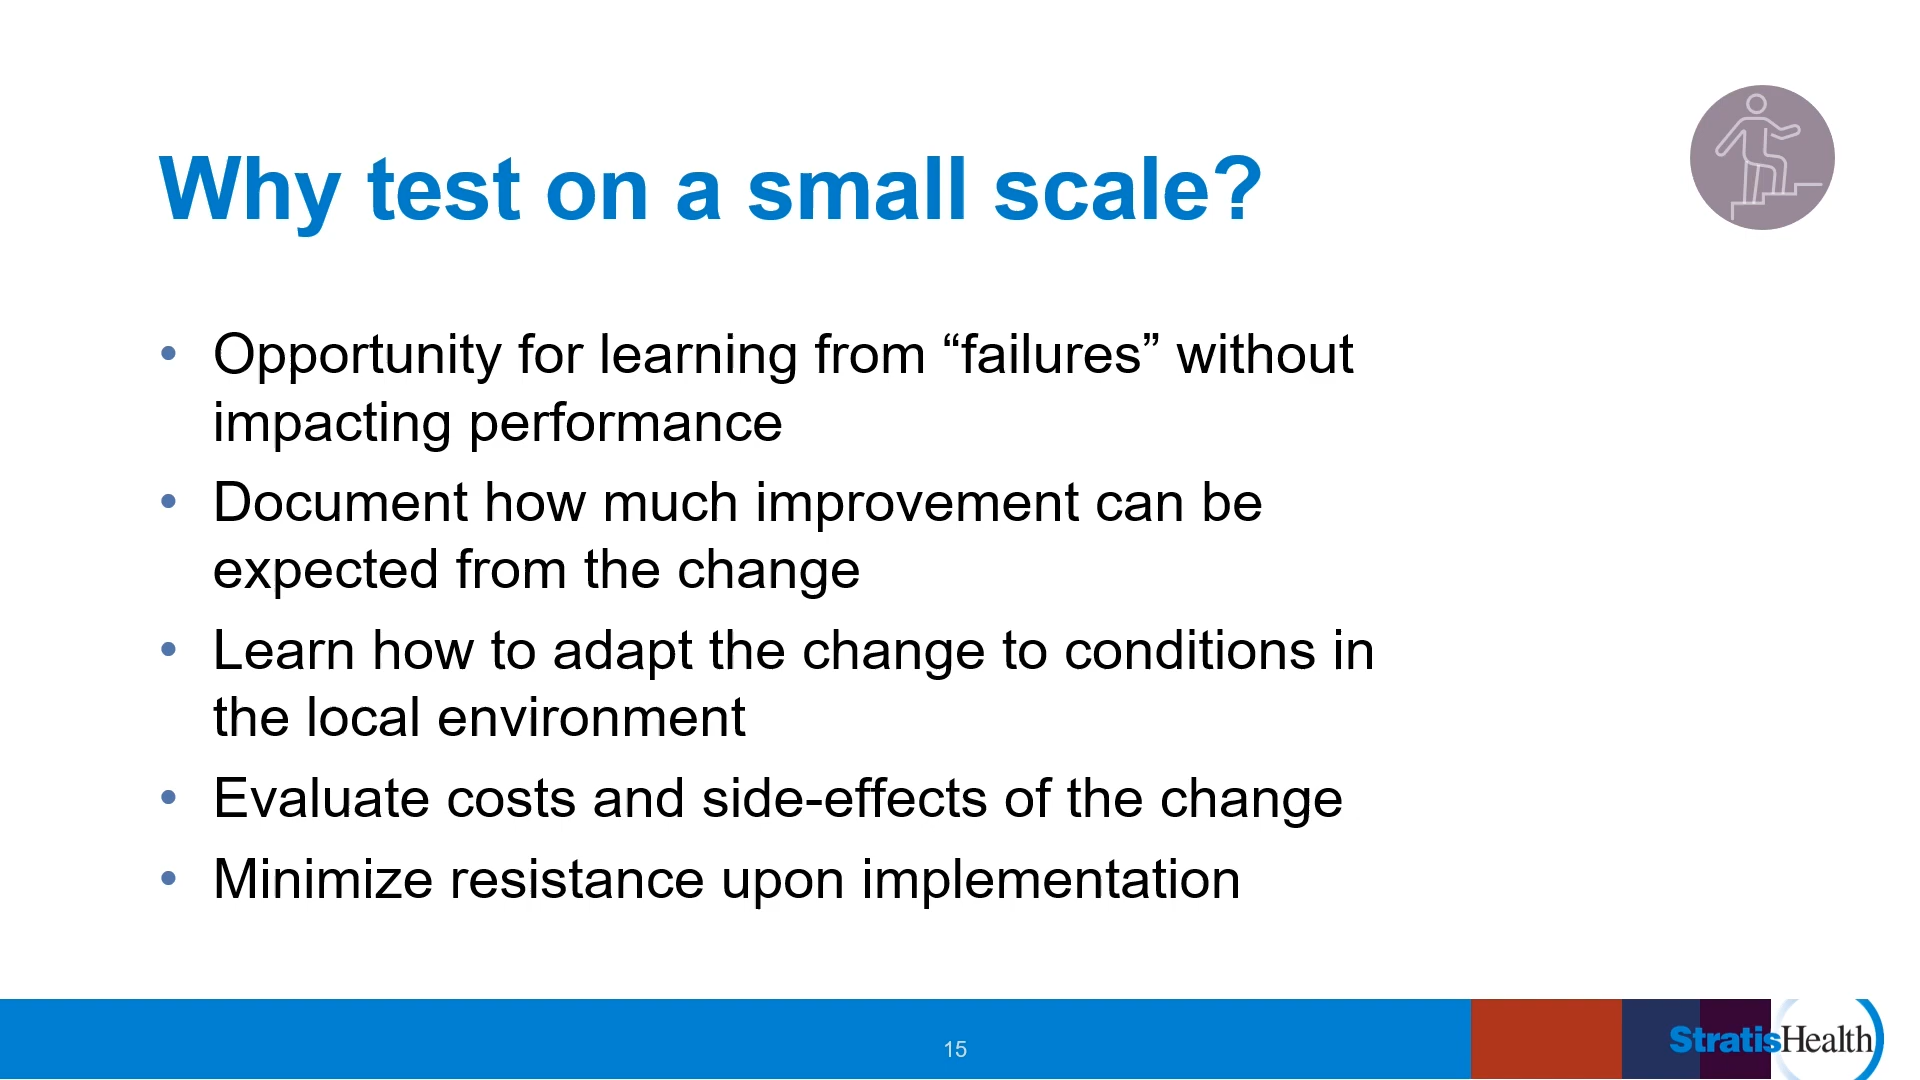 Why test on a small scale?
• Opportunity for learning from “failures” without
impacting performance
• Document how much improvement can be
expected from the change
• Learn how to adapt the change to conditions in
the local environment
• Evaluate costs and side-effects of the change
• Minimize resistance upon implementation
15
StratisHealth